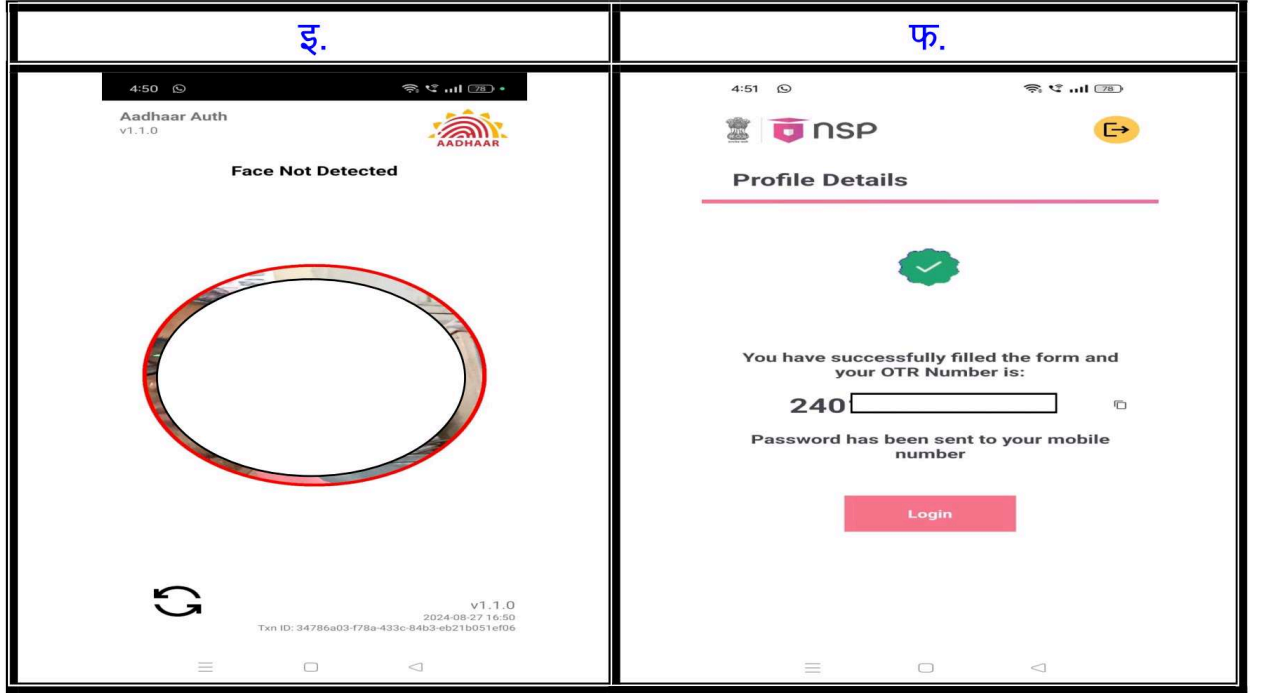 इ.
फ.
4:50
78
Aadhaar Auth
v1.1.0
AADHAAR
Face Not Detected
v1.1.0
2024-08-27 16:50
Txn ID: 34786a03-f78a-433c-84b3-eb21b051ef06
4:51
78
nsp
Profile Details
You have successfully filled the form and
your OTR Number is:
240
Password has been sent to your mobile
number
Login